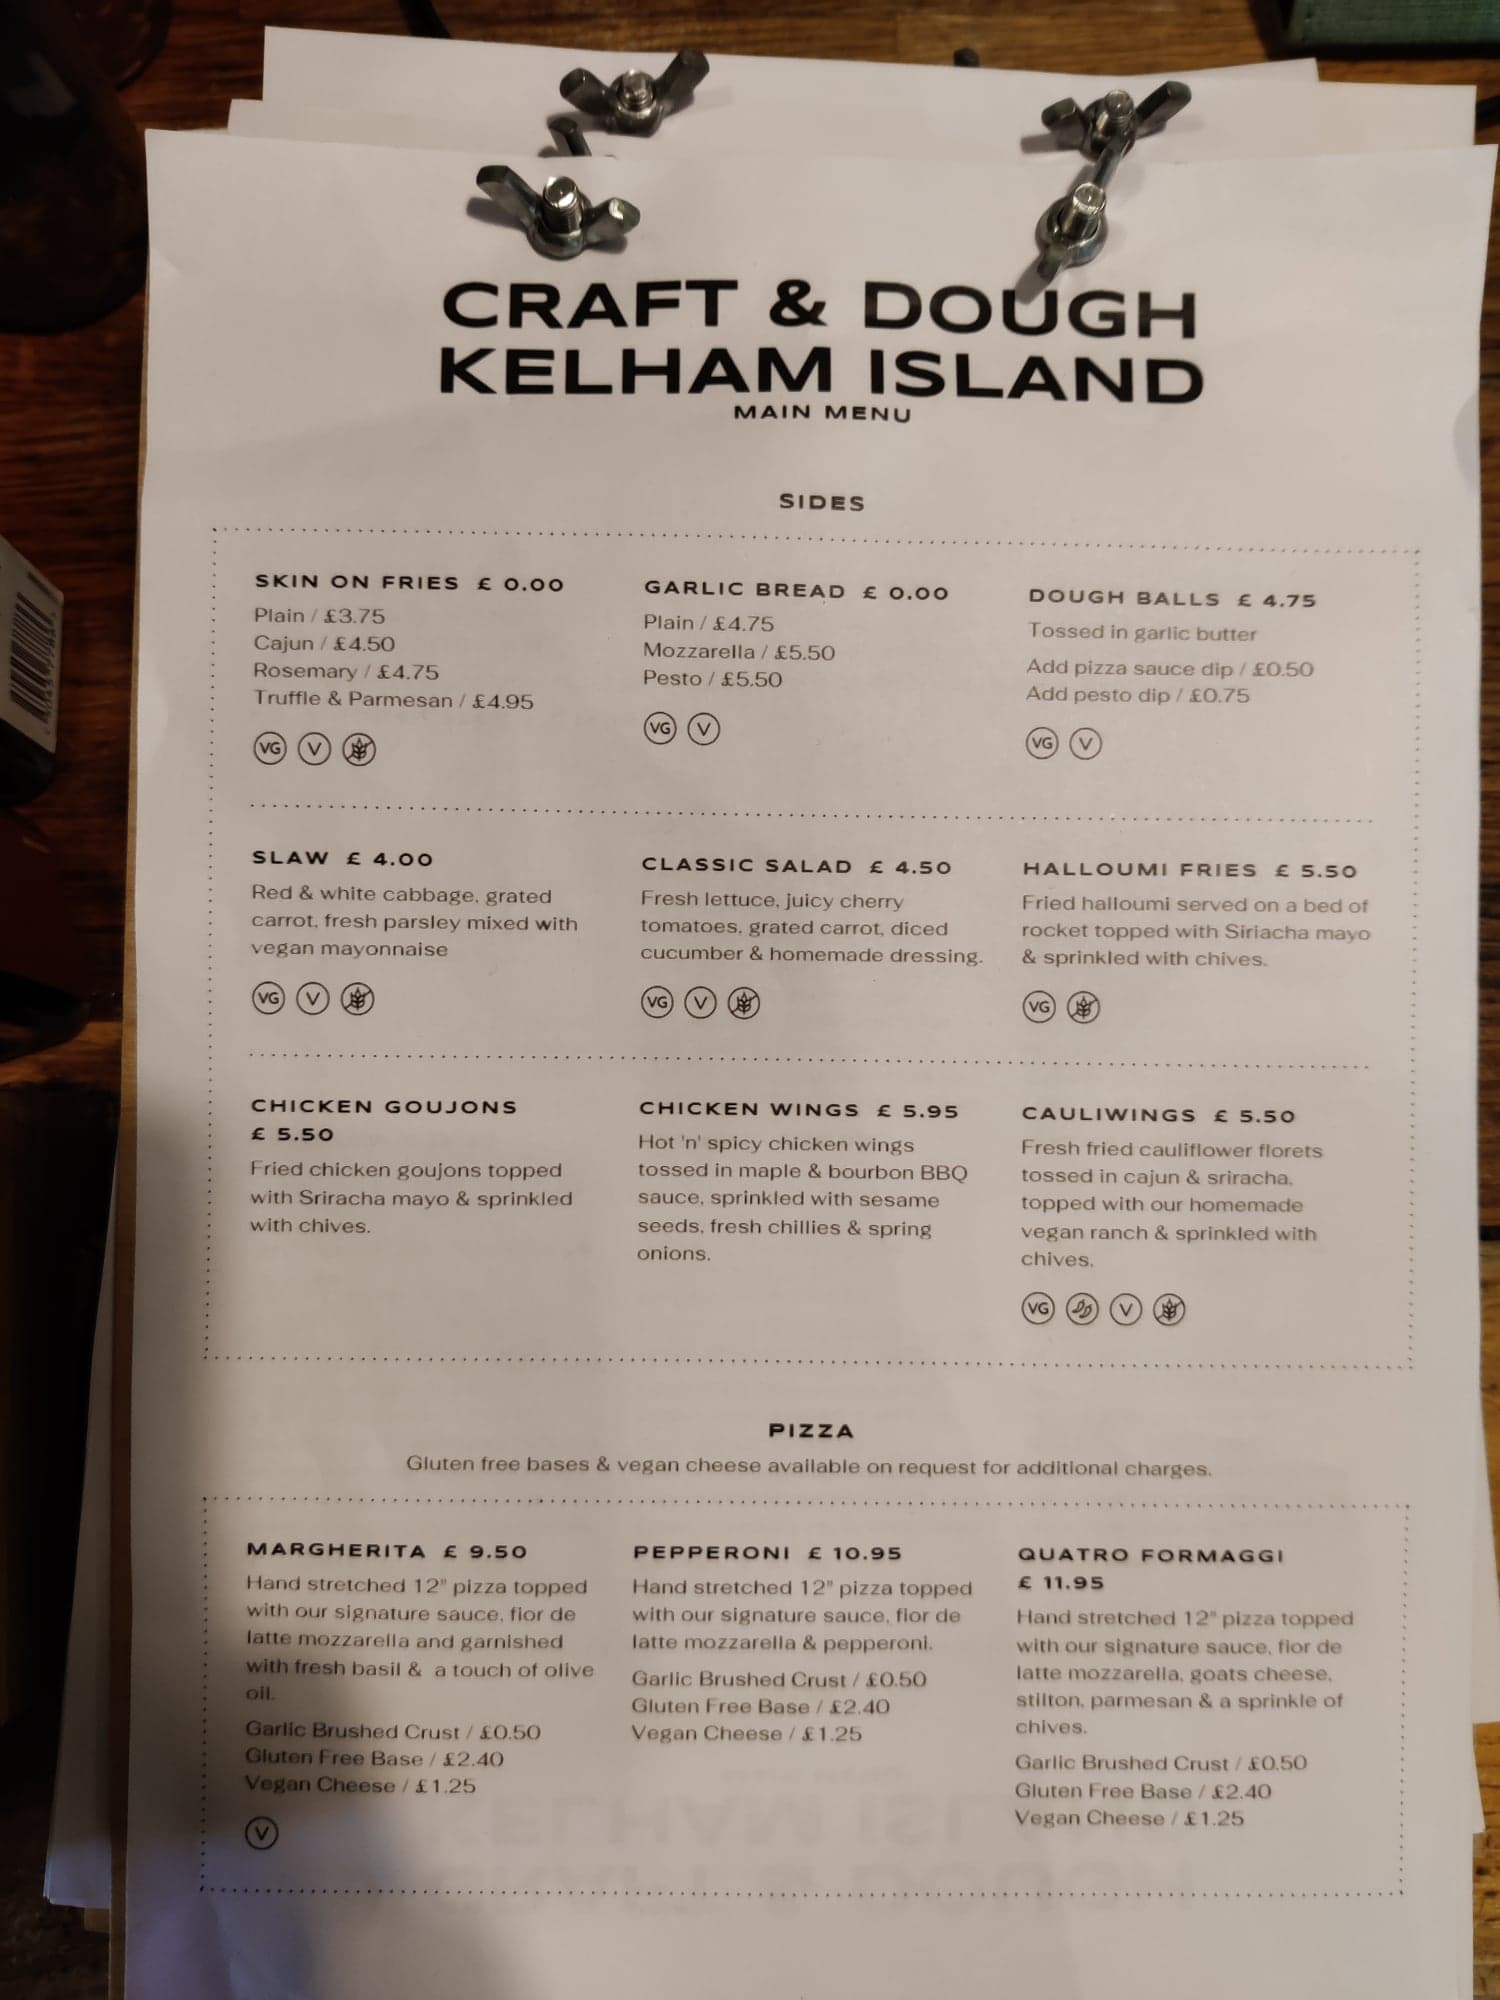 CRAFT & DOUGH
KELHAM ISLAND
MAIN MENU
SIDES
SKIN ON FRIES £ 0.00
Plain / £3.75
Cajun / £4.50
Rosemary / £4.75
Truffle & Parmesan / £4.95
VG V
GARLIC BREAD £ 0.00
Plain / £4.75
Mozzarella / £5.50
Pesto / £5.50
VG V
DOUGH BALLS £ 4.75
Tossed in garlic butter
Add pizza sauce dip / £0.50
Add pesto dip / £0.75
VG V
SLAW £ 4.00
Red & white cabbage, grated
carrot, fresh parsley mixed with
vegan mayonnaise
VG V
CLASSIC SALAD £ 4.50
Fresh lettuce, juicy cherry
tomatoes, grated carrot, diced
cucumber & homemade dressing.
VG V
HALLOUMI FRIES £ 5.50
Fried halloumi served on a bed of
rocket topped with Siriacha mayo
& sprinkled with chives.
VG
CHICKEN GOUJONS
£ 5.50
Fried chicken goujons topped
with Sriracha mayo & sprinkled
with chives.
CHICKEN WINGS £ 5.95
Hot 'n' spicy chicken wings
tossed in maple & bourbon BBQ
sauce, sprinkled with sesame
seeds, fresh chillies & spring
onions.
CAULIWINGS £ 5.50
Fresh fried cauliflower florets
tossed in cajun & sriracha,
topped with our homemade
vegan ranch & sprinkled with
chives.
VG V
PIZZA
Gluten free bases & vegan cheese available on request for additional charges.
MARGHERITA £ 9.50
Hand stretched 12" pizza topped
with our signature sauce, fior de
latte mozzarella and garnished
with fresh basil & a touch of olive
oil.
Garlic Brushed Crust / £0.50
Gluten Free Base / £2.40
Vegan Cheese / £1.25
V
PEPPERONI £ 10.95
Hand stretched 12" pizza topped
with our signature sauce, fior de
latte mozzarella & pepperoni.
Garlic Brushed Crust / £0.50
Gluten Free Base / £2.40
Vegan Cheese / £1.25
QUATRO FORMAGGI
£ 11.95
Hand stretched 12" pizza topped
with our signature sauce, fior de
latte mozzarella, goats cheese,
stilton, parmesan & a sprinkle of
chives.
Garlic Brushed Crust / £0.50
Gluten Free Base / £2.40
Vegan Cheese / £1.25